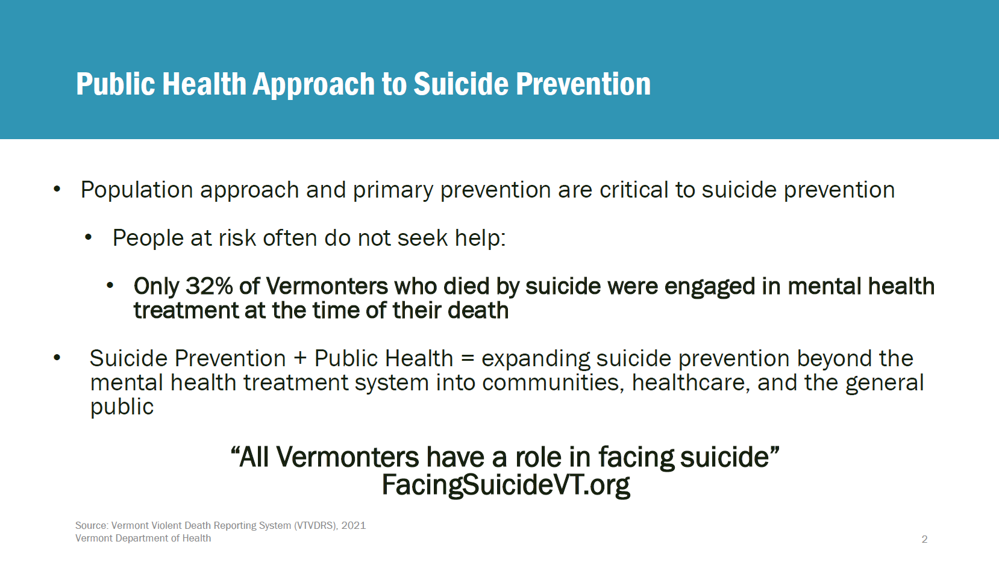 Public Health Approach to Suicide Prevention
• Population approach and primary prevention are critical to suicide prevention
• People at risk often do not seek help:
• Only 32% of Vermonters who died by suicide were engaged in mental health
treatment at the time of their death
• Suicide Prevention + Public Health = expanding suicide prevention beyond the
mental health treatment system into communities, healthcare, and the general
public
“All Vermonters have a role in facing suicide”
FacingSuicideVT.org
Source: Vermont Violent Death Reporting System (VTVDRS), 2021
Vermont Department of Health
2